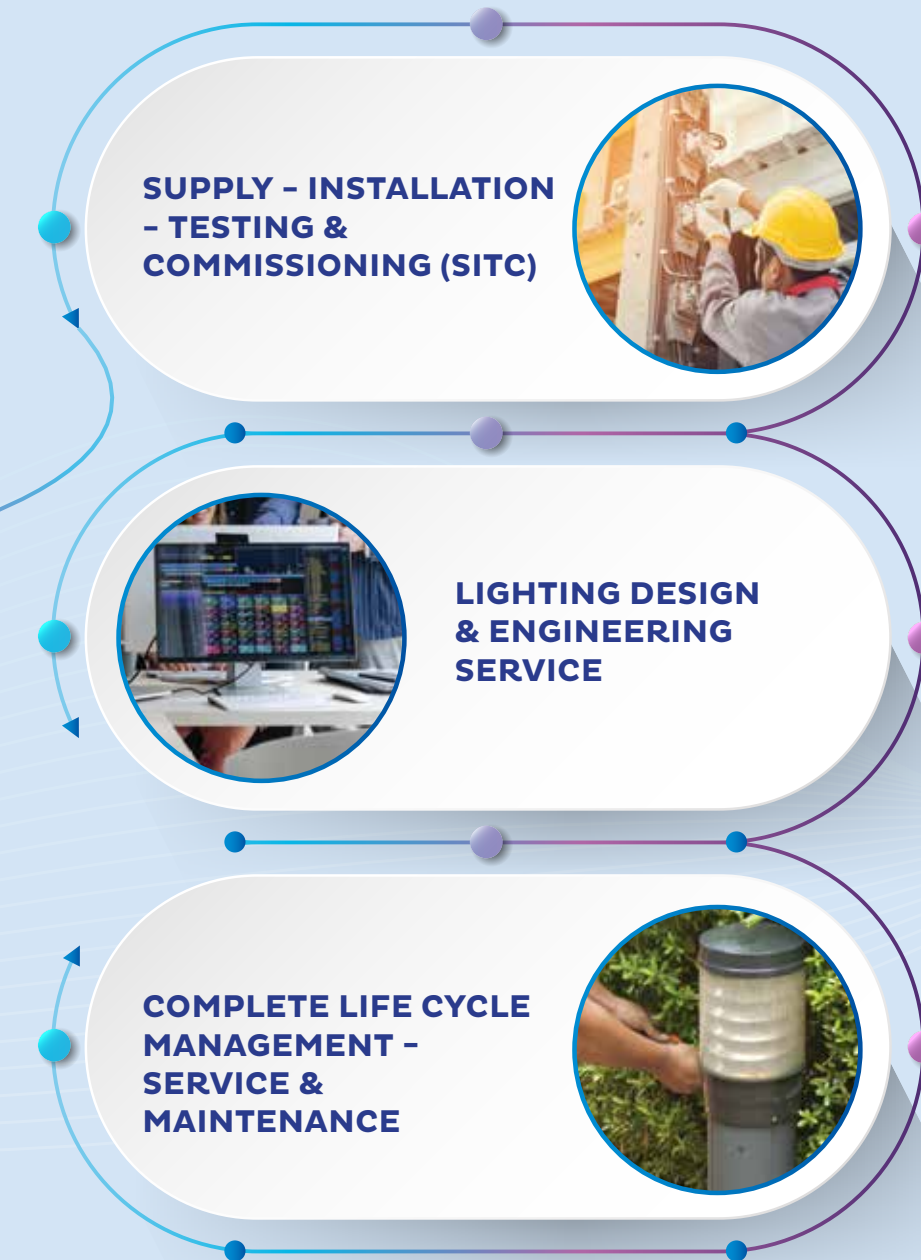 SUPPLY – INSTALLATION
– TESTING &
COMMISSIONING (SITC)
LIGHTING DESIGN
& ENGINEERING
SERVICE
COMPLETE LIFE CYCLE
MANAGEMENT –
SERVICE &
MAINTENANCE